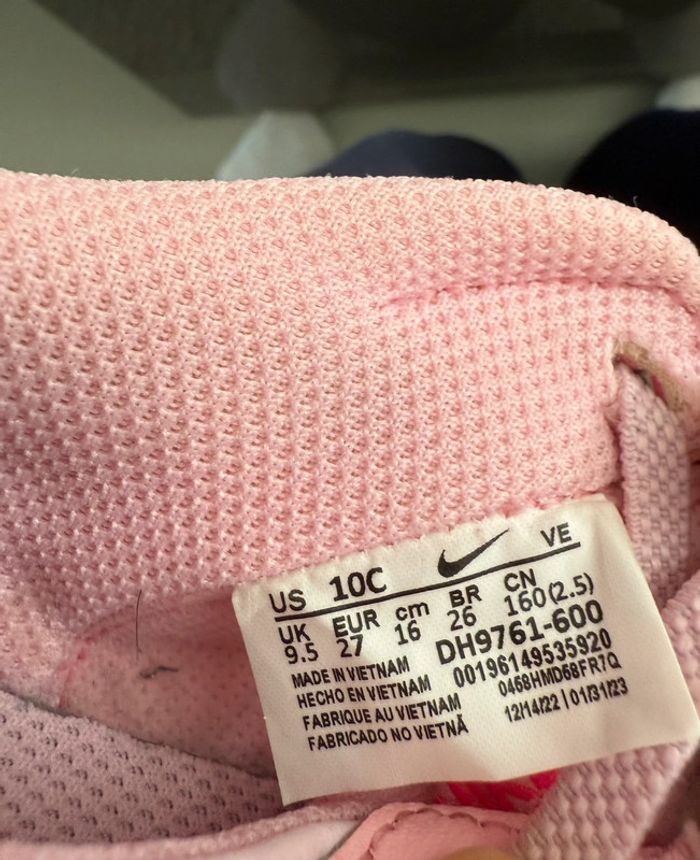 US 10C VE
UK EUR cm BR CN
9.5 27 16 26 160(2.5)
DH9761-600
MADE IN VIETNAM 00196149535920
HECHO EN VIETNAM 0468HMD68FR7Q
FABRIQUE AU VIETNAM 12/14/22 | 01/31/23
FABRICADO NO VIETNÃ